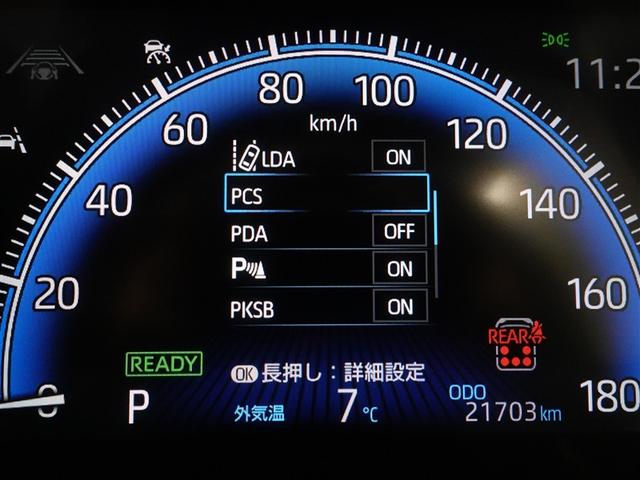 11:2
80
100
km/h
60
120
LDA ON
PCS
40
140
PDA OFF
P ON
20
160
PKSB ON
REAR
READY
OK 長押し：詳細設定
0
P
外気温 7℃
ODO
21703 km
180